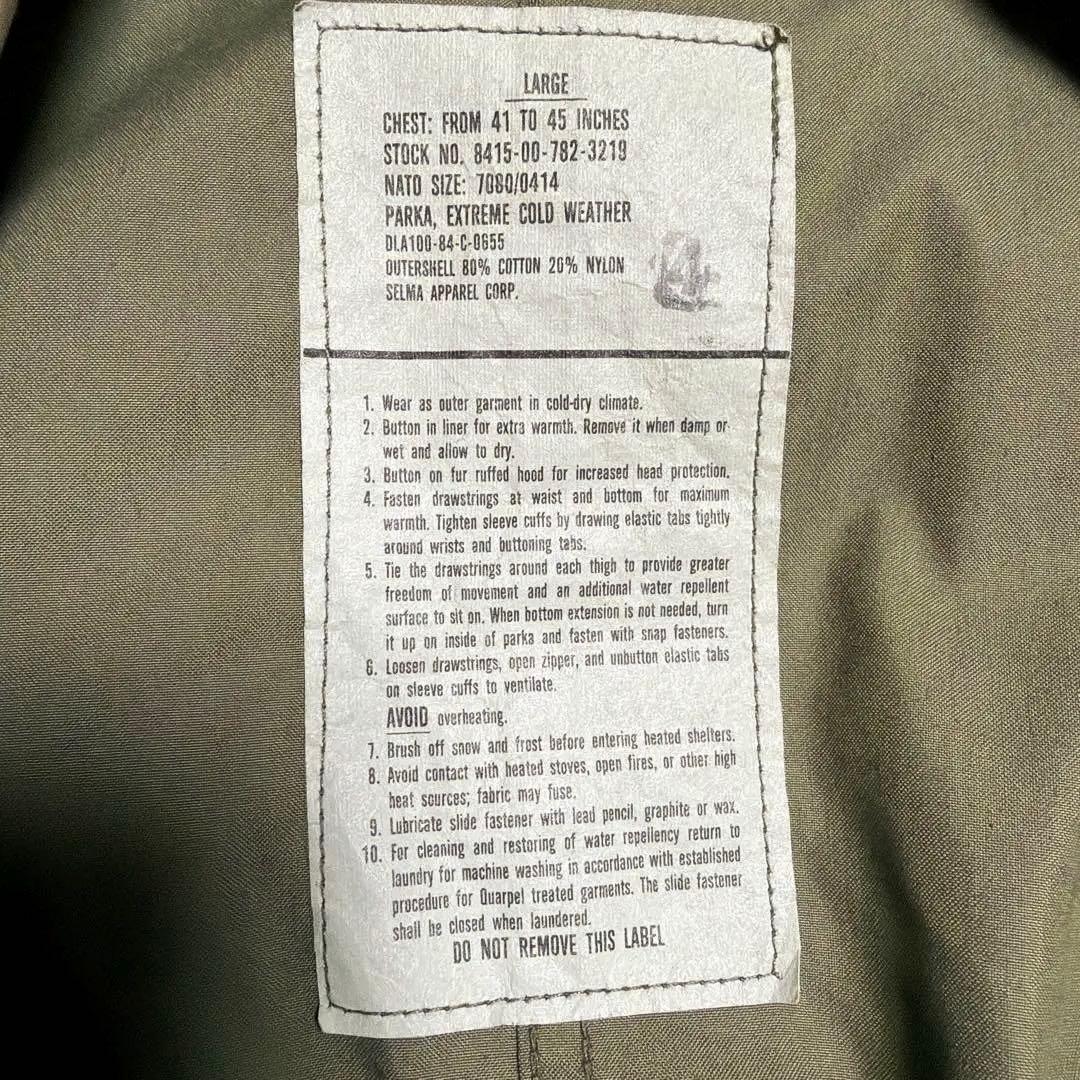 LARGE
CHEST: FROM 41 TO 45 INCHES
STOCK NO. 8415-00-782-3219
NATO SIZE: 7080/0414
PARKA, EXTREME COLD WEATHER
DLA100-84-C-0655
OUTERSHELL 80% COTTON 20% NYLON
SELMA APPAREL CORP.
1. Wear as outer garment in cold-dry climate.
2. Button in liner for extra warmth. Remove it when damp or
wet and allow to dry.
3. Button on fur ruffed hood for increased head protection.
4. Fasten drawstrings at waist and bottom for maximum
warmth. Tighten sleeve cuffs by drawing elastic tabs tightly
around wrists and buttoning tabs.
5. Tie the drawstrings around each thigh to provide greater
freedom of movement and an additional water repellent
surface to sit on. When bottom extension is not needed, turn
it up on inside of parka and fasten with snap fasteners.
6. Loosen drawstrings, open zipper, and unbutton elastic tabs
on sleeve cuffs to ventilate.
AVOID overheating.
7. Brush off snow and frost before entering heated shelters.
8. Avoid contact with heated stoves, open fires, or other high
heat sources; fabric may fuse.
9. Lubricate slide fastener with lead pencil, graphite or wax.
10. For cleaning and restoring of water repellency return to
laundry for machine washing in accordance with established
procedure for Quarpel treated garments. The slide fastener
shall be closed when laundered.
DO NOT REMOVE THIS LABEL